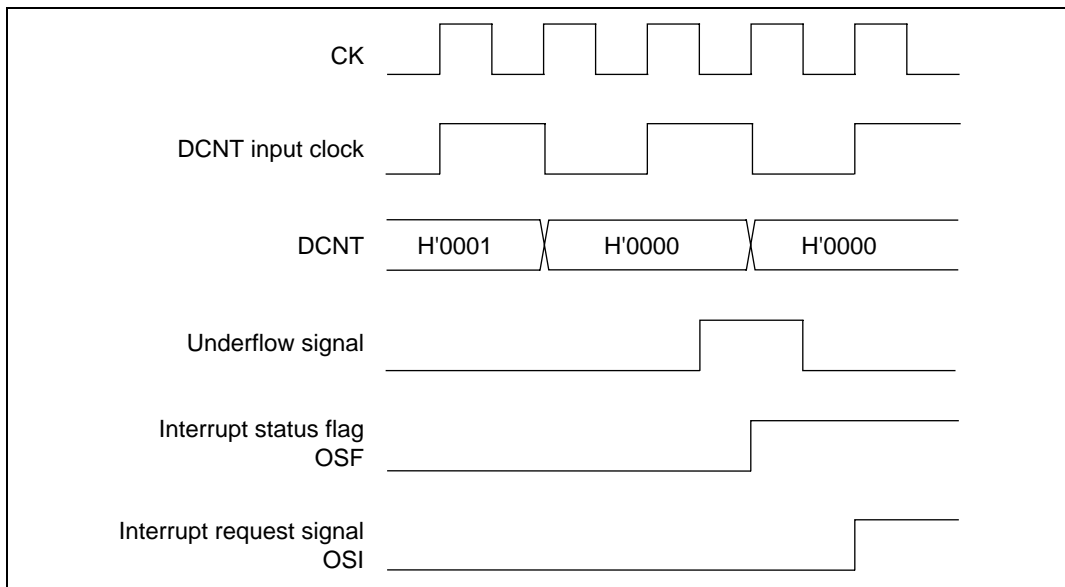 CK
DCNT input clock
DCNT
H'0001
H'0000
H'0000
Underflow signal
Interrupt status flag
OSF
Interrupt request signal
OSI